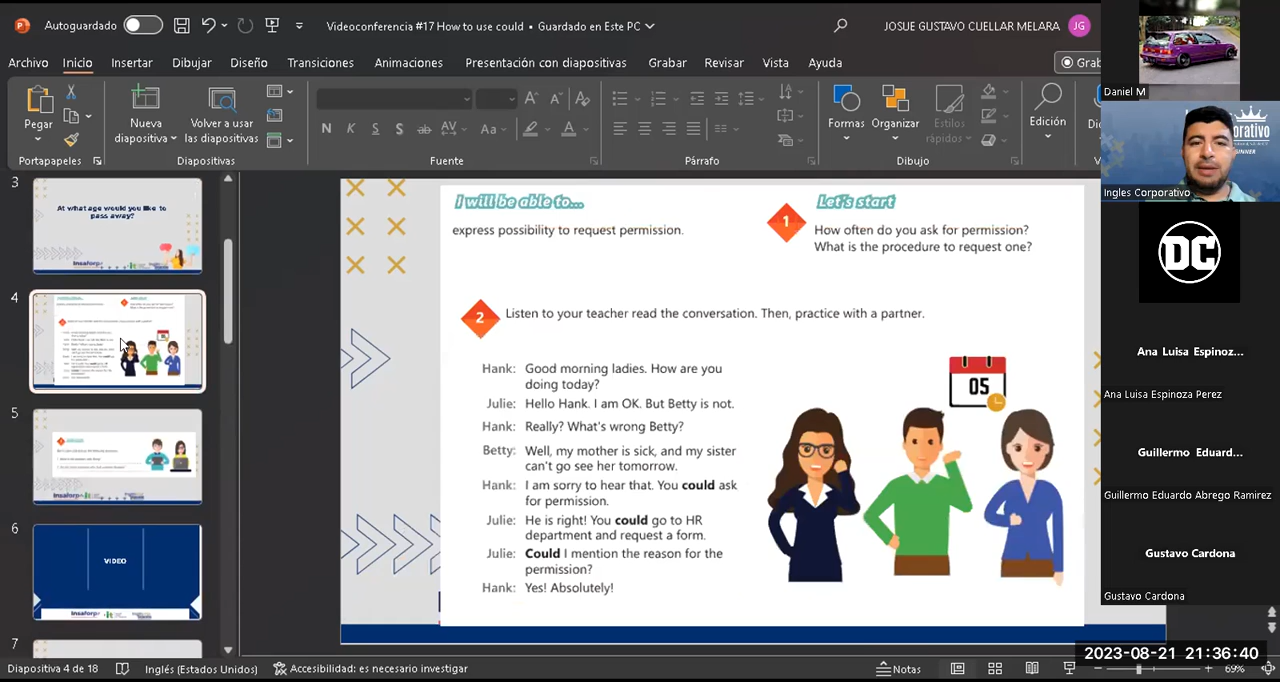 Autoguardado
Videoconferencia #17 How to use could • Guardado en Este PC
JOSUE GUSTAVO CUELLAR MELARA
JG
Archivo Inicio Insertar Dibujar Diseño Transiciones Animaciones Presentación con diapositivas Grabar Revisar Vista Ayuda
Grab
Pegar
Nueva
diapositiva
Volver a usar
las diapositivas
N K S S ab AV Aa A
Formas
Organizar
Estilos
rápidos
Edición
Portapapeles
Diapositivas
Fuente
Párrafo
Dibujo
3
At what age would you like to
pass away?
Insaforp
4
5
Insaforp
6
VIDEO
Insaforp
7
I will be able to...
express possibility to request permission.
1
Let's start
How often do you ask for permission?
What is the procedure to request one?
2
Listen to your teacher read the conversation. Then, practice with a partner.
Hank: Good morning ladies. How are you
doing today?
Julie: Hello Hank. I am OK. But Betty is not.
Hank: Really? What's wrong Betty?
Betty: Well, my mother is sick, and my sister
can't go see her tomorrow.
Hank: I am sorry to hear that. You could ask
for permission.
Julie: He is right! You could go to HR
department and request a form.
Julie: Could I mention the reason for the
permission?
Hank: Yes! Absolutely!
05
Daniel M
orativo
INNER
Ingles Corporativo
DC
Ana Luisa Espinoz...
Ana Luisa Espinoza Perez
Guillermo Eduard...
Guillermo Eduardo Abrego Ramirez
Gustavo Cardona
Gustavo Cardona
2023-08-21 21:36:40
Diapositiva 4 de 18
Inglés (Estados Unidos)
Accesibilidad: es necesario investigar
Notas
69%